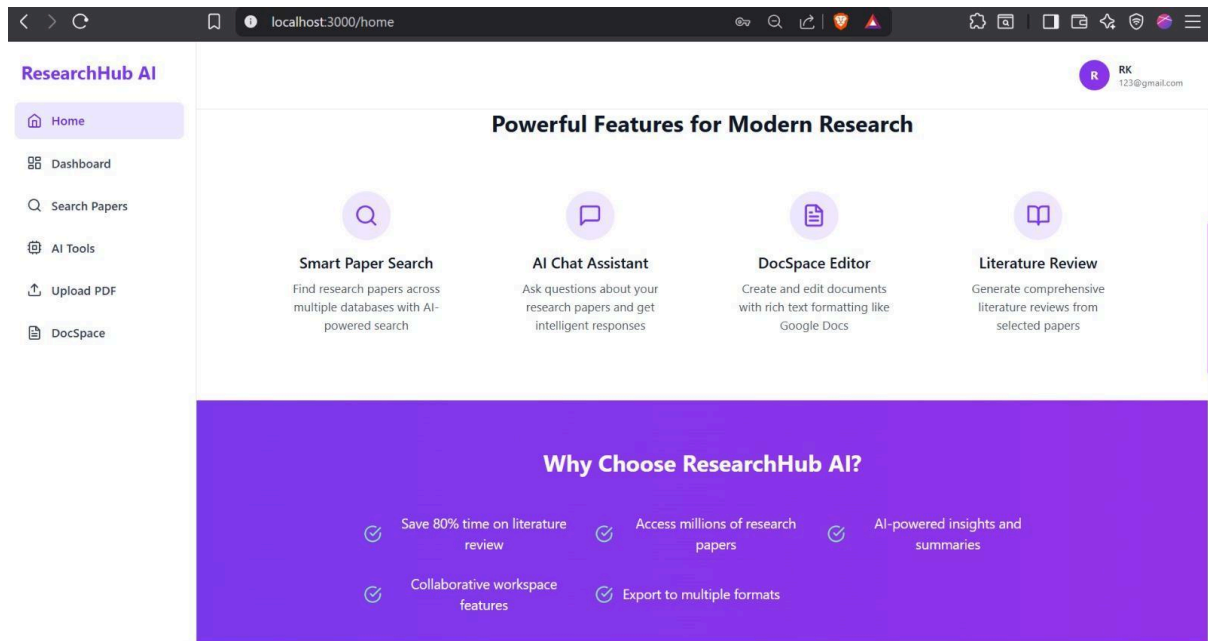 localhost:3000/home
ResearchHub AI
R
RK
123@gmail.com
Home
Dashboard
Search Papers
AI Tools
Upload PDF
DocSpace
Powerful Features for Modern Research
Smart Paper Search
Find research papers across
multiple databases with AI-
powered search
AI Chat Assistant
Ask questions about your
research papers and get
intelligent responses
DocSpace Editor
Create and edit documents
with rich text formatting like
Google Docs
Literature Review
Generate comprehensive
literature reviews from
selected papers
Why Choose ResearchHub AI?
Save 80% time on literature
review
Access millions of research
papers
AI-powered insights and
summaries
Collaborative workspace
features
Export to multiple formats